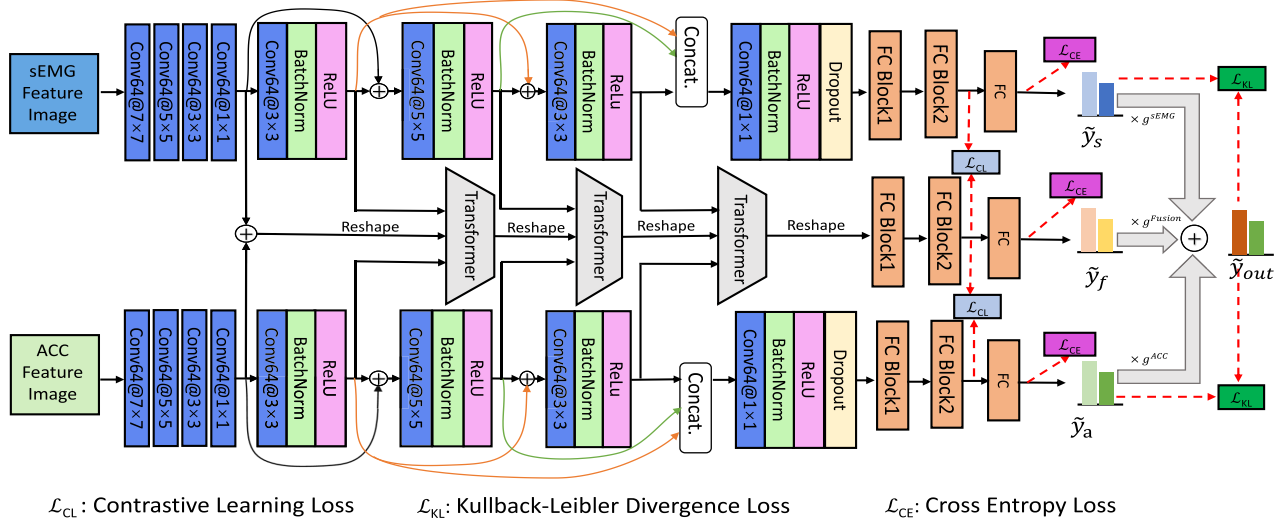 sEMG
Feature
Image
Conv64@7×7
Conv64@5×5
Conv64@3×3
Conv64@1×1
Conv64@3×3
BatchNorm
ReLU
Conv64@5×5
BatchNorm
ReLU
Conv64@3×3
BatchNorm
ReLu
Concat.
Conv64@1×1
BatchNorm
ReLU
Dropout
FC Block1
FC Block2
FC
ℒCE
ỹs
× g^sEMG
ℒKL
ℒCL
Reshape
Transformer
Reshape
Transformer
Reshape
Transformer
Reshape
FC Block1
FC Block2
FC
ℒCE
ỹf
× g^Fusion
ỹout
ℒCL
ACC
Feature
Image
Conv64@7×7
Conv64@5×5
Conv64@3×3
Conv64@1×1
Conv64@3×3
BatchNorm
ReLU
Conv64@5×5
BatchNorm
ReLU
Conv64@3×3
BatchNorm
ReLU
Concat.
Conv64@1×1
BatchNorm
ReLU
Dropout
FC Block1
FC Block2
FC
ℒCE
ỹa
× g^ACC
ℒKL
ℒCL: Contrastive Learning Loss
ℒKL: Kullback-Leibler Divergence Loss
ℒCE: Cross Entropy Loss